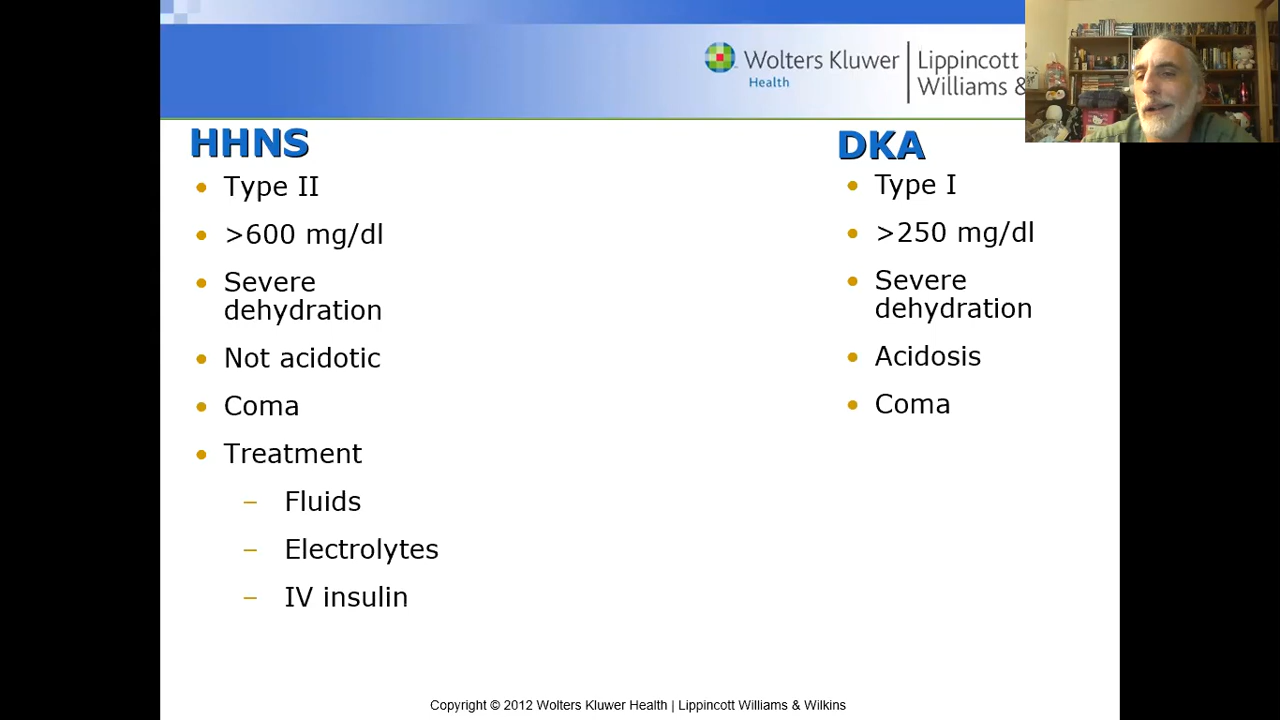 Wolters Kluwer
Health
Lippincott
Williams &
HHNS
• Type II
• >600 mg/dl
• Severe
dehydration
• Not acidotic
• Coma
• Treatment
– Fluids
– Electrolytes
– IV insulin
DKA
• Type I
• >250 mg/dl
• Severe
dehydration
• Acidosis
• Coma
Copyright © 2012 Wolters Kluwer Health | Lippincott Williams & Wilkins